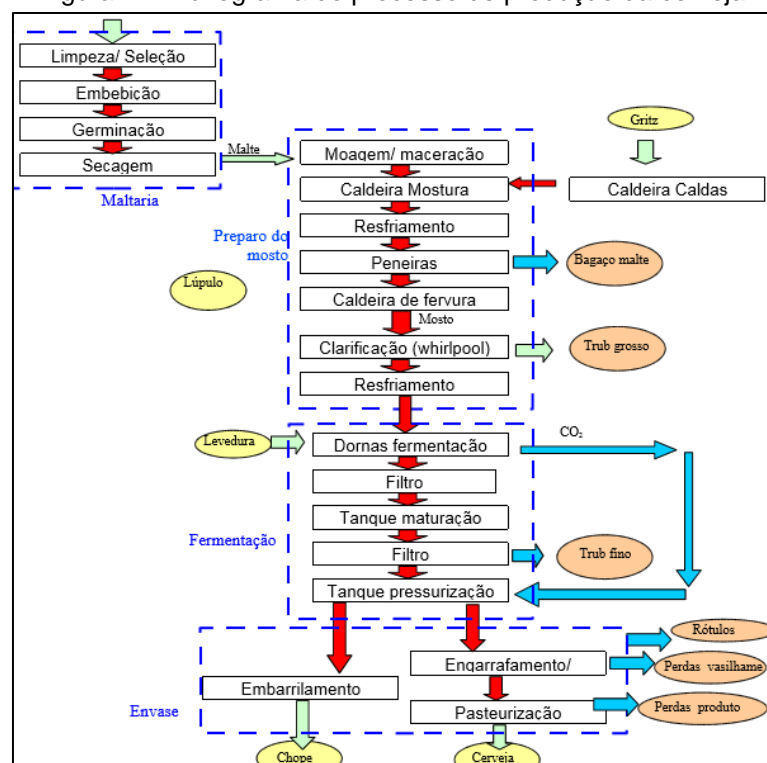 Limpeza/ Seleção
Embebição
Germinação
Secagem
Maltaria
Malte
Moagem/ maceração
Gritz
Caldeira Mostura
Caldeira Caldas
Resfriamento
Preparo do
mosto
Peneiras
Bagaço malte
Lúpulo
Caldeira de fervura
Mosto
Clarificação (whirlpool)
Trub grosso
Resfriamento
Levedura
Dornas fermentação
CO₂
Filtro
Tanque maturação
Fermentação
Filtro
Trub fino
Tanque pressurização
Rótulos
Engarrafamento/
Perdas vasilhame
Embarrilamento
Envase
Pasteurização
Perdas produto
Chope
Cerveja